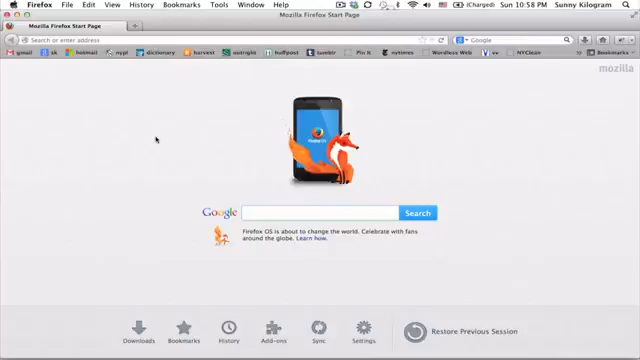 Firefox File Edit View History Bookmarks Tools Window Help (Charged) Sun 10:58 PM Sunny Kilogram
Mozilla Firefox Start Page
Mozilla Firefox Start Page
Search or enter address Google
gmail sk hotmail nypl dictionary harvest outright huffpost tumblr Pin It nytimes Wordless Web NYClean Bookmarks
mozilla
Firefox OS
Google Search
Firefox OS is about to change the world. Celebrate with fans
around the globe. Learn how.
Downloads Bookmarks History Add-ons Sync Settings Restore Previous Session